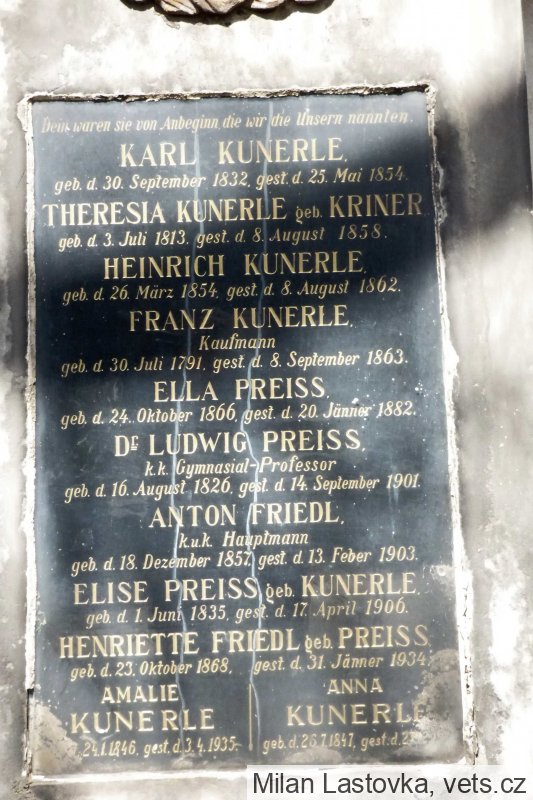 Dein waren sie von Anbeginn, die wir die Unsern nannten.
KARL KUNERLE,
geb. d. 30. September 1832, gest. d. 25. Mai 1854.
THERESIA KUNERLE geb. KRINER
geb. d. 3. Juli 1813, gest. d. 8. August 1858.
HEINRICH KUNERLE,
geb. d. 26. März 1854, gest. d. 8. August 1862.
FRANZ KUNERLE,
Kaufmann
geb. d. 30. Juli 1791, gest. d. 8. September 1863.
ELLA PREISS,
geb. d. 24. Oktober 1866, gest. d. 20. Jänner 1882.
Dr LUDWIG PREISS,
k.k. Gymnasial-Professor
geb. d. 16. August 1826, gest. d. 14. September 1901.
ANTON FRIEDL,
k.u.k. Hauptmann
geb. d. 18. Dezember 1857, gest. d. 13. Feber 1903.
ELISE PREISS geb. KUNERLE,
geb. d. 1. Juni 1835, gest. d. 17. April 1906.
HENRIETTE FRIEDL geb. PREISS,
geb. d. 23. Oktober 1868, gest. d. 31. Jänner 1934.
AMALIE ANNA
KUNERLE KUNERLE
24.1.1846, gest. d. 3.4.1935. geb. d. 26.7.1847, gest. d.
Milan Lastovka, vets.cz